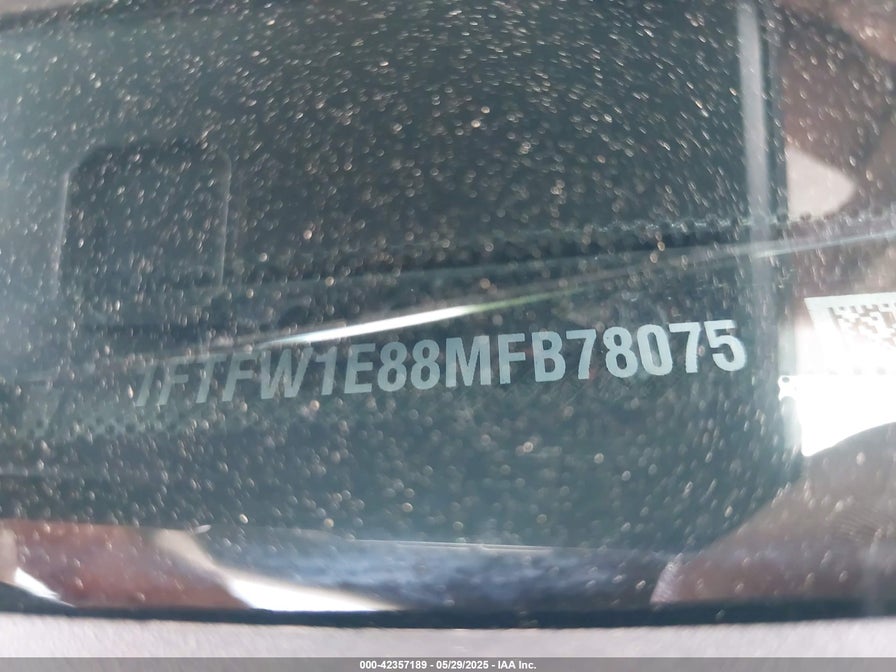 1FTFW1E88MFB78075
000-42357189 - 05/29/2025 - IAA Inc.